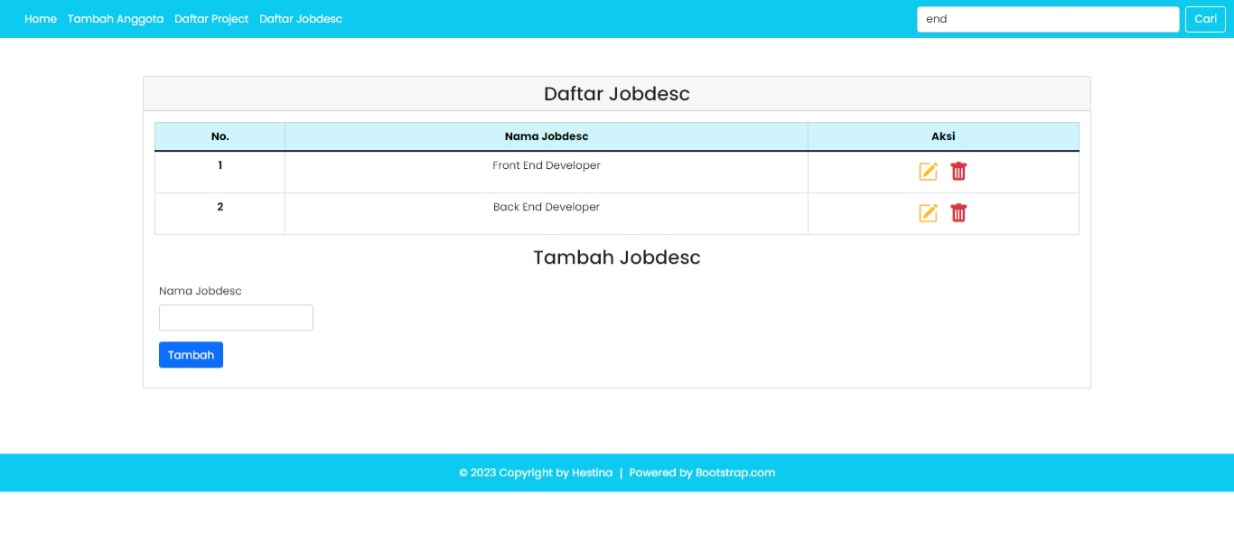 Home Tambah Anggota Daftar Project Daftar Jobdesc end Cari
Daftar Jobdesc
No. Nama Jobdesc Aksi
1 Front End Developer
2 Back End Developer
Tambah Jobdesc
Nama Jobdesc
Tambah
© 2023 Copyright by Hestina | Powered by Bootstrap.com